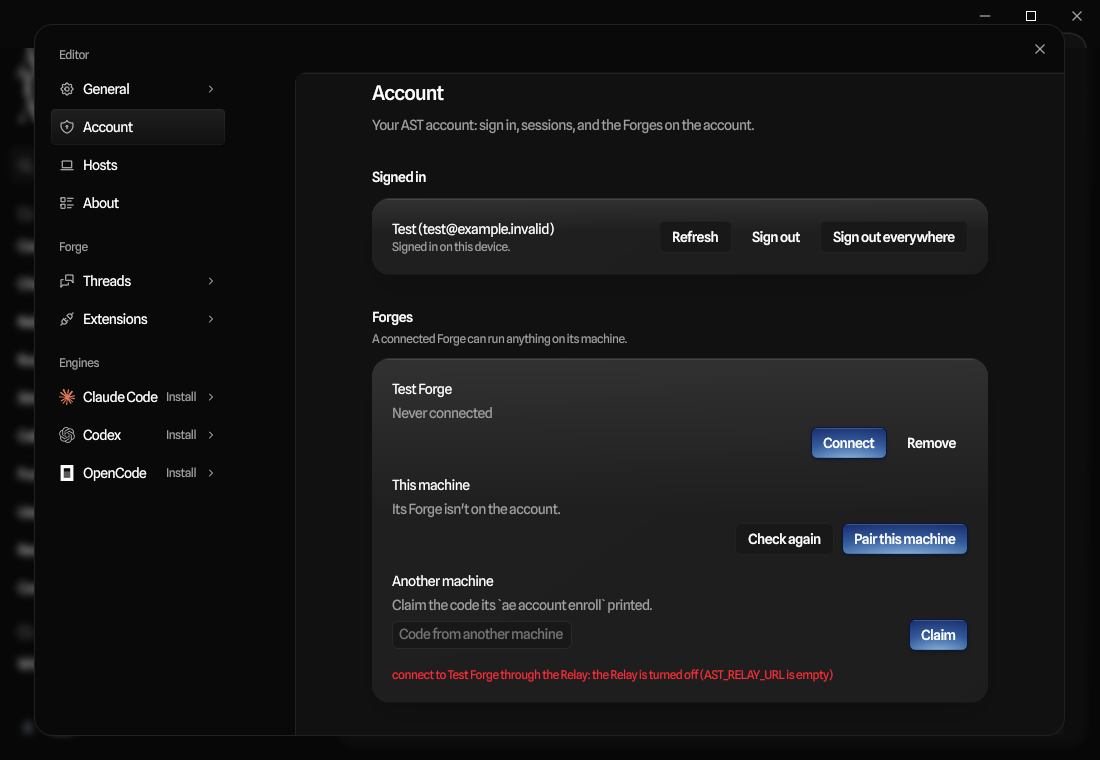 Editor
General
Account
Hosts
About
Forge
Threads
Extensions
Engines
Claude Code Install
Codex Install
OpenCode Install
Account
Your AST account: sign in, sessions, and the Forges on the account.
Signed in
Test (test@example.invalid)
Signed in on this device.
Refresh
Sign out
Sign out everywhere
Forges
A connected Forge can run anything on its machine.
Test Forge
Never connected
Connect
Remove
This machine
Its Forge isn't on the account.
Check again
Pair this machine
Another machine
Claim the code its `ae account enroll` printed.
Code from another machine
Claim
connect to Test Forge through the Relay: the Relay is turned off (AST_RELAY_URL is empty)